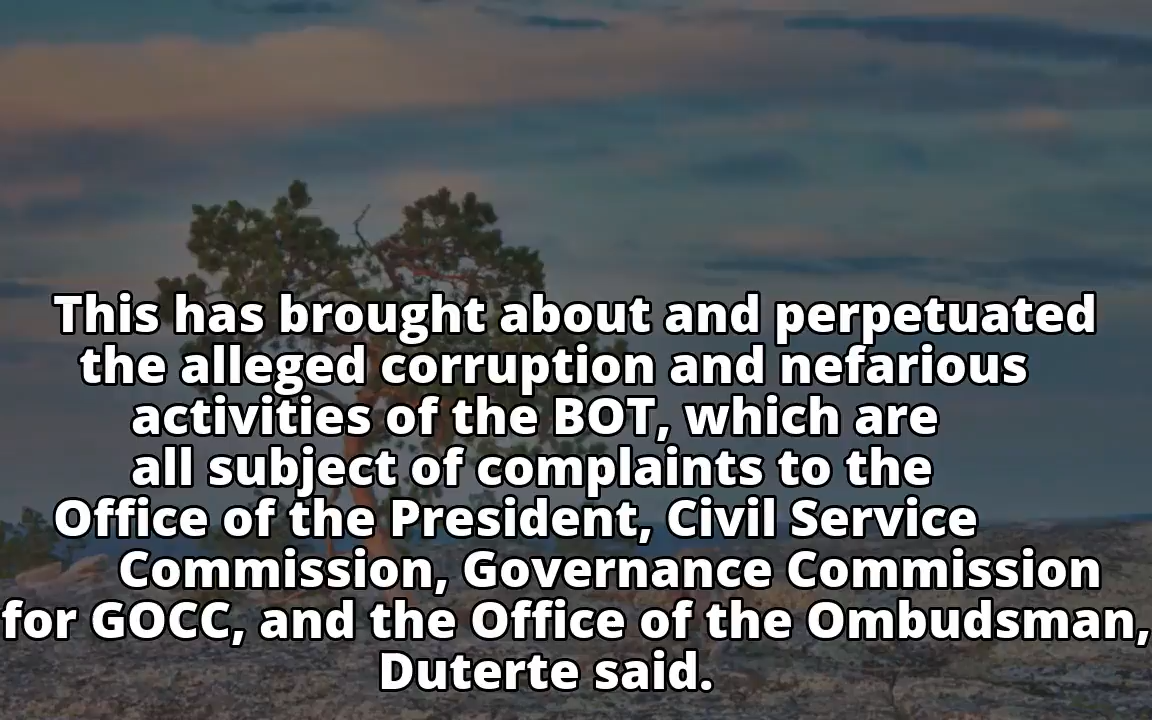 This has brought about and perpetuated
the alleged corruption and nefarious
activities of the BOT, which are
all subject of complaints to the
Office of the President, Civil Service
Commission, Governance Commission
for GOCC, and the Office of the Ombudsman,
Duterte said.